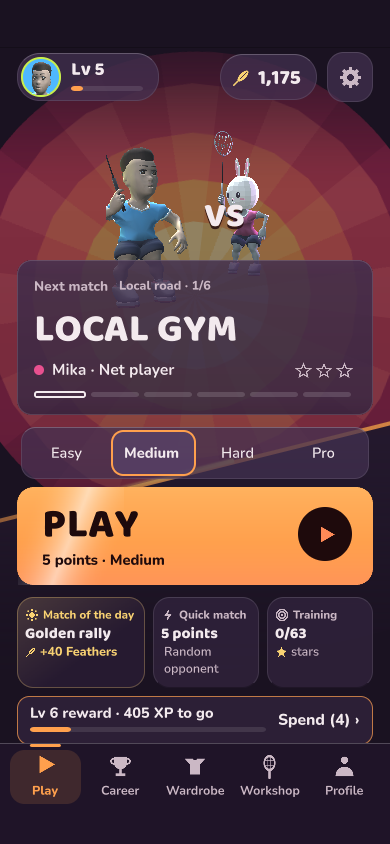 Lv 5
1,175
VS
Next match · Local road · 1/6
LOCAL GYM
Mika · Net player
Easy
Medium
Hard
Pro
PLAY
5 points · Medium
Match of the day
Golden rally
+40 Feathers
Quick match
5 points
Random
opponent
Training
0/63
stars
Lv 6 reward · 405 XP to go
Spend (4) ›
Play
Career
Wardrobe
Workshop
Profile